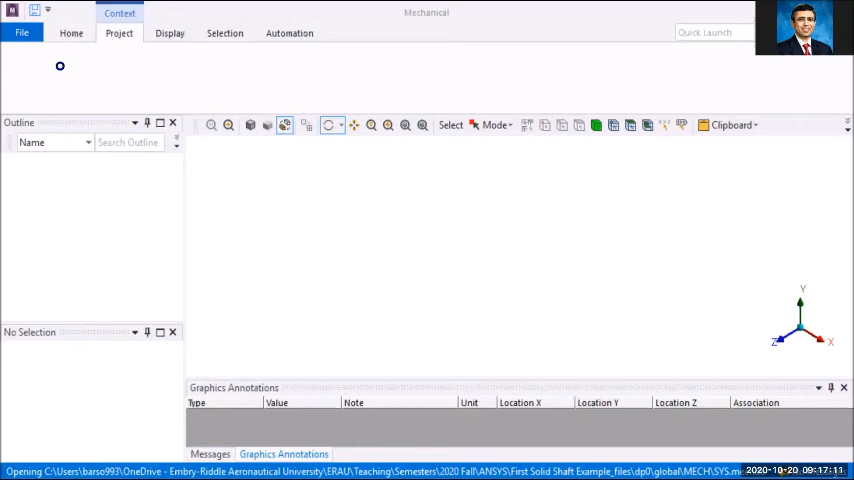 Context
Mechanical
File Home Project Display Selection Automation
Quick Launch
Outline
Name Search Outline
Select Mode Clipboard
No Selection
Y
Z X
Graphics Annotations
Type Value Note Unit Location X Location Y Location Z Association
Messages Graphics Annotations
Opening C:\Users\barso993\OneDrive - Embry-Riddle Aeronautical University\ERAU\Teaching\Semesters\2020 Fall\ANSYS\First Solid Shaft Example_files\dp0\global\MECH\SYS.m 2020-10-20 09:17:11